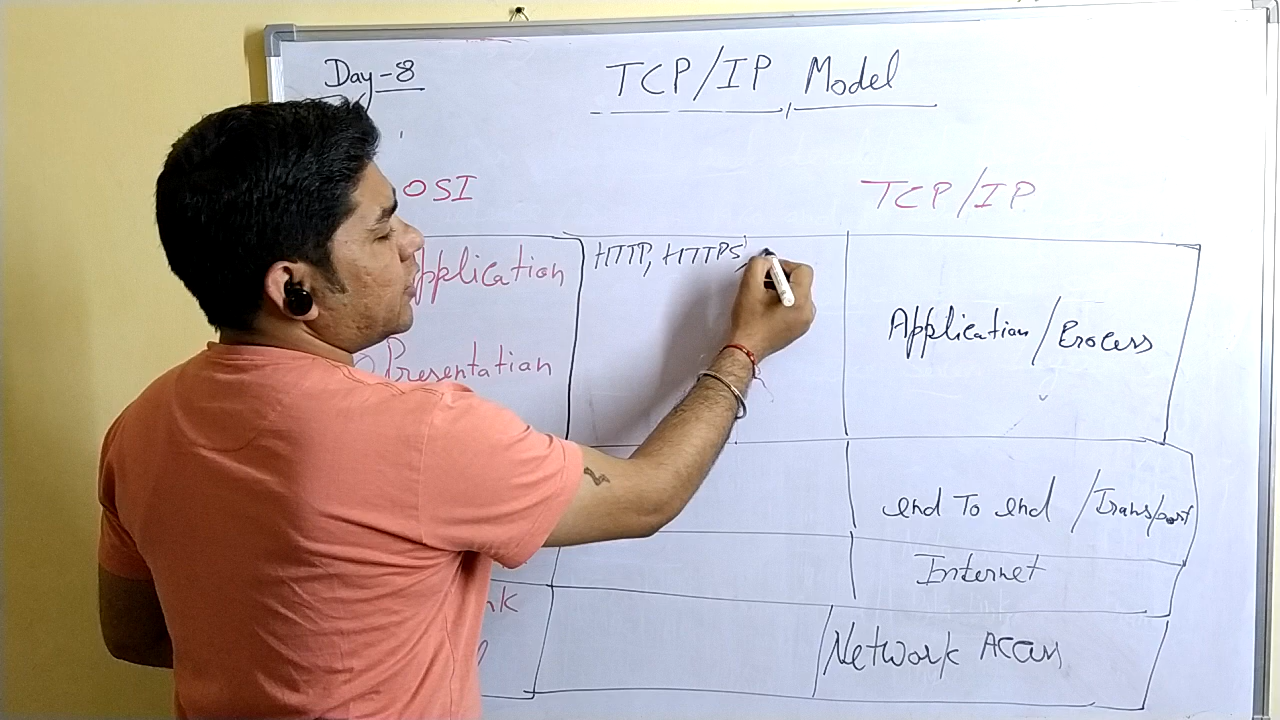 Day-8
TCP/IP Model
OSI
TCP/IP
Application
HTTP, HTTPS,
Application/Process
Presentation
end To end /Transport
Internet
Network